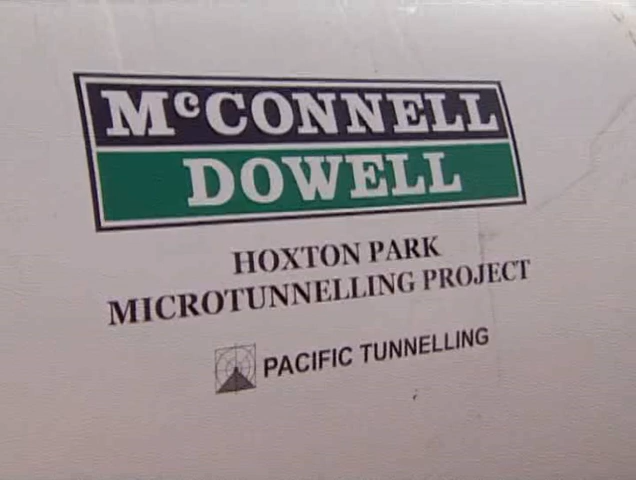 McCONNELL
DOWELL
HOXTON PARK
MICROTUNNELLING PROJECT
PACIFIC TUNNELLING